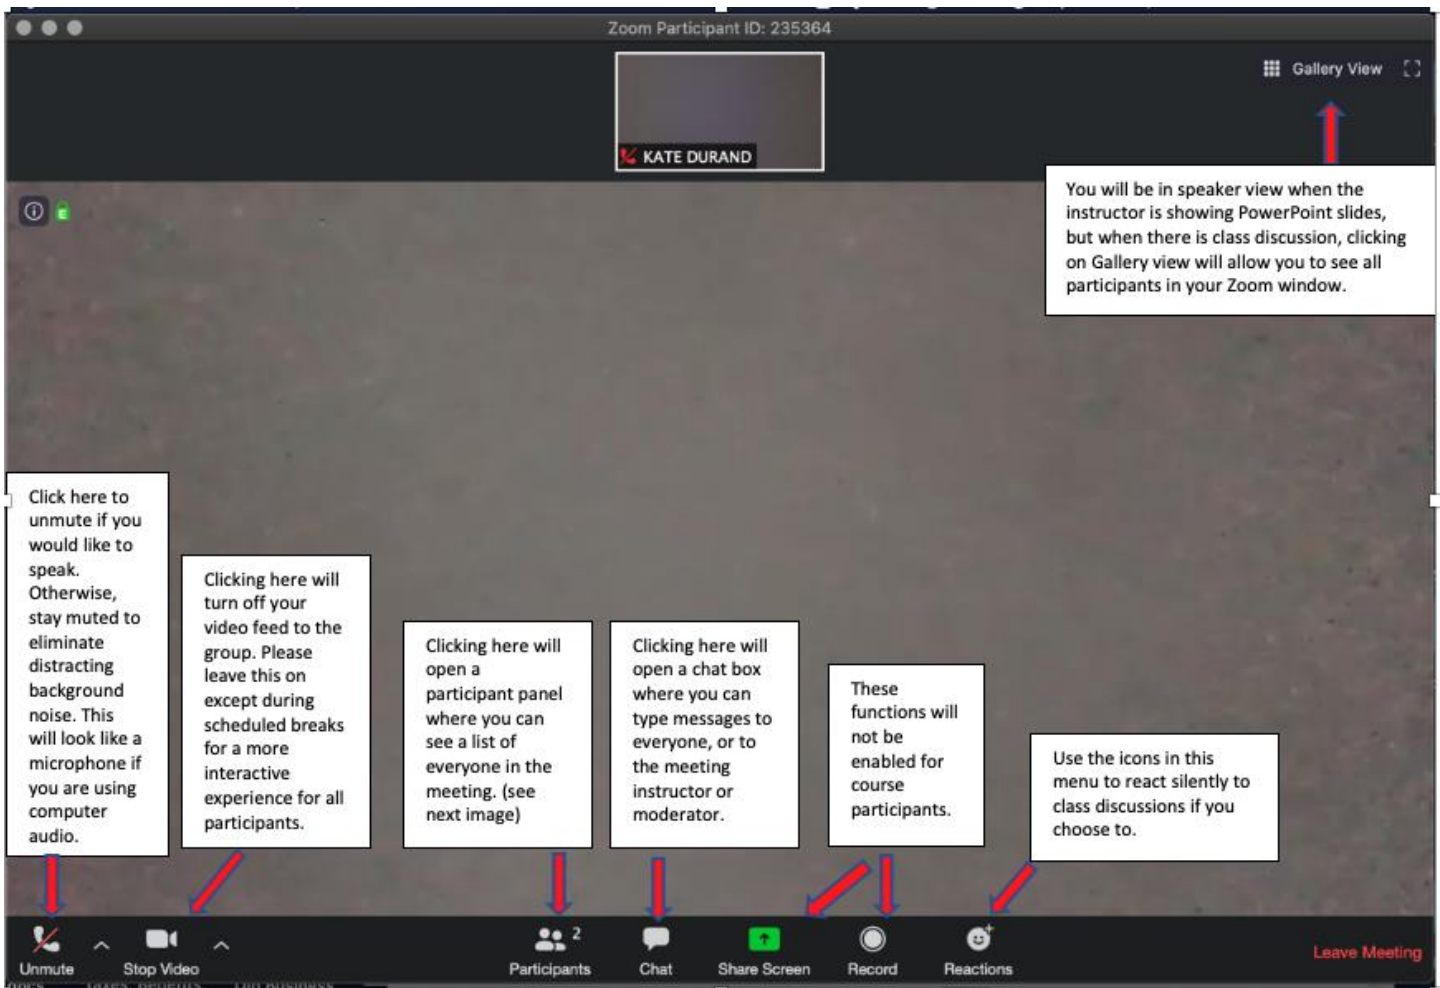 Zoom Participant ID: 235364
Gallery View
KATE DURAND
You will be in speaker view when the
instructor is showing PowerPoint slides,
but when there is class discussion, clicking
on Gallery view will allow you to see all
participants in your Zoom window.
Click here to
unmute if you
would like to
speak.
Otherwise,
stay muted to
eliminate
distracting
background
noise. This
will look like a
microphone if
you are using
computer
audio.
Clicking here will
turn off your
video feed to the
group. Please
leave this on
except during
scheduled breaks
for a more
interactive
experience for all
participants.
Clicking here will
open a
participant panel
where you can
see a list of
everyone in the
meeting. (see
next image)
Clicking here will
open a chat box
where you can
type messages to
everyone, or to
the meeting
instructor or
moderator.
These
functions will
not be
enabled for
course
participants.
Use the icons in this
menu to react silently to
class discussions if you
choose to.
Unmute
Stop Video
2
Participants
Chat
Share Screen
Record
Reactions
Leave Meeting